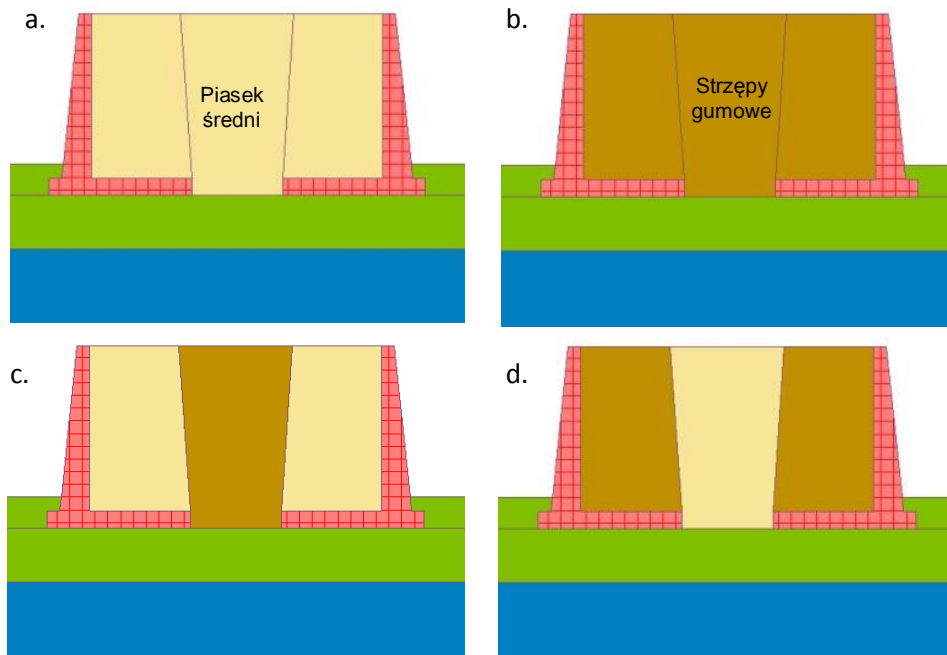 a.
Piasek
średni
b.
Strzępy
gumowe
c.
d.